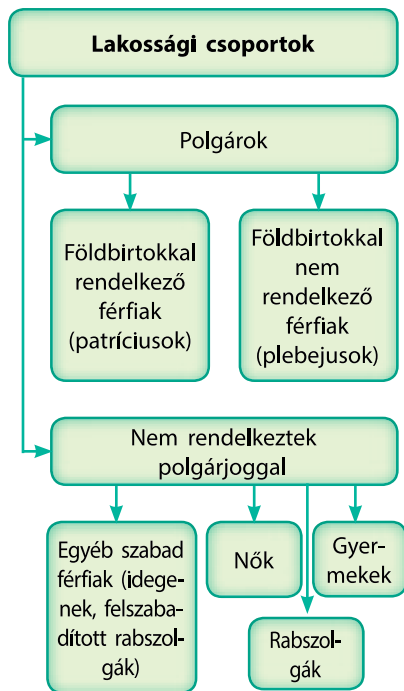 Lakossági csoportok
Polgárok
Földbirtokkal
rendelkező
férfiak
(patríciusok)
Földbirtokkal
nem
rendelkező
férfiak
(plebejusok)
Nem rendelkeztek
polgárjoggal
Egyéb szabad
férfiak (idege-
nek, felszaba-
dított rabszol-
gák)
Nők
Rabszol-
gák
Gyer-
mekek